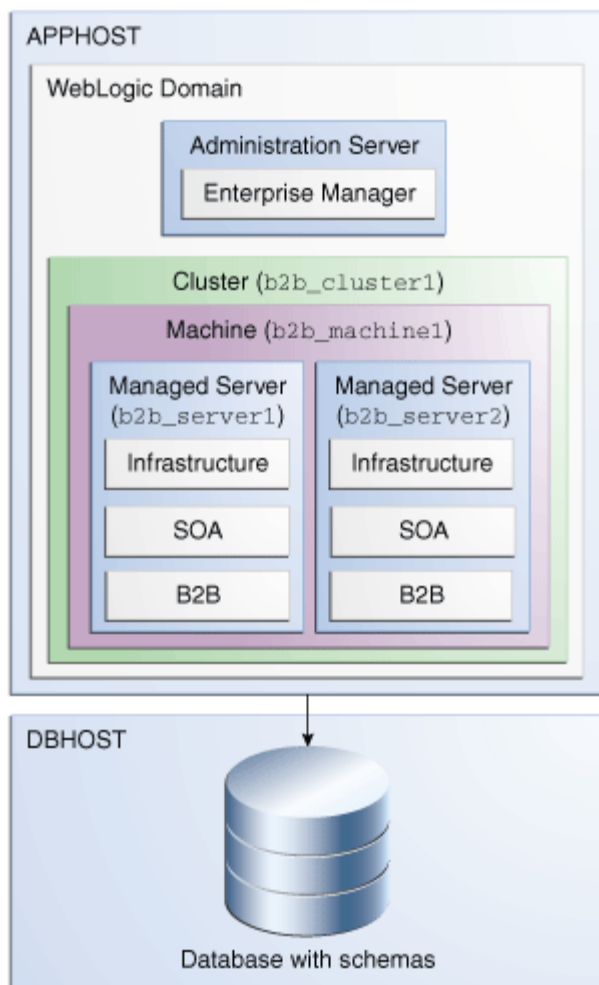 APPHOST
WebLogic Domain
Administration Server
Enterprise Manager
Cluster (b2b_cluster1)
Machine (b2b_machine1)
Managed Server
(b2b_server1)
Infrastructure
SOA
B2B
Managed Server
(b2b_server2)
Infrastructure
SOA
B2B
DBHOST
Database with schemas